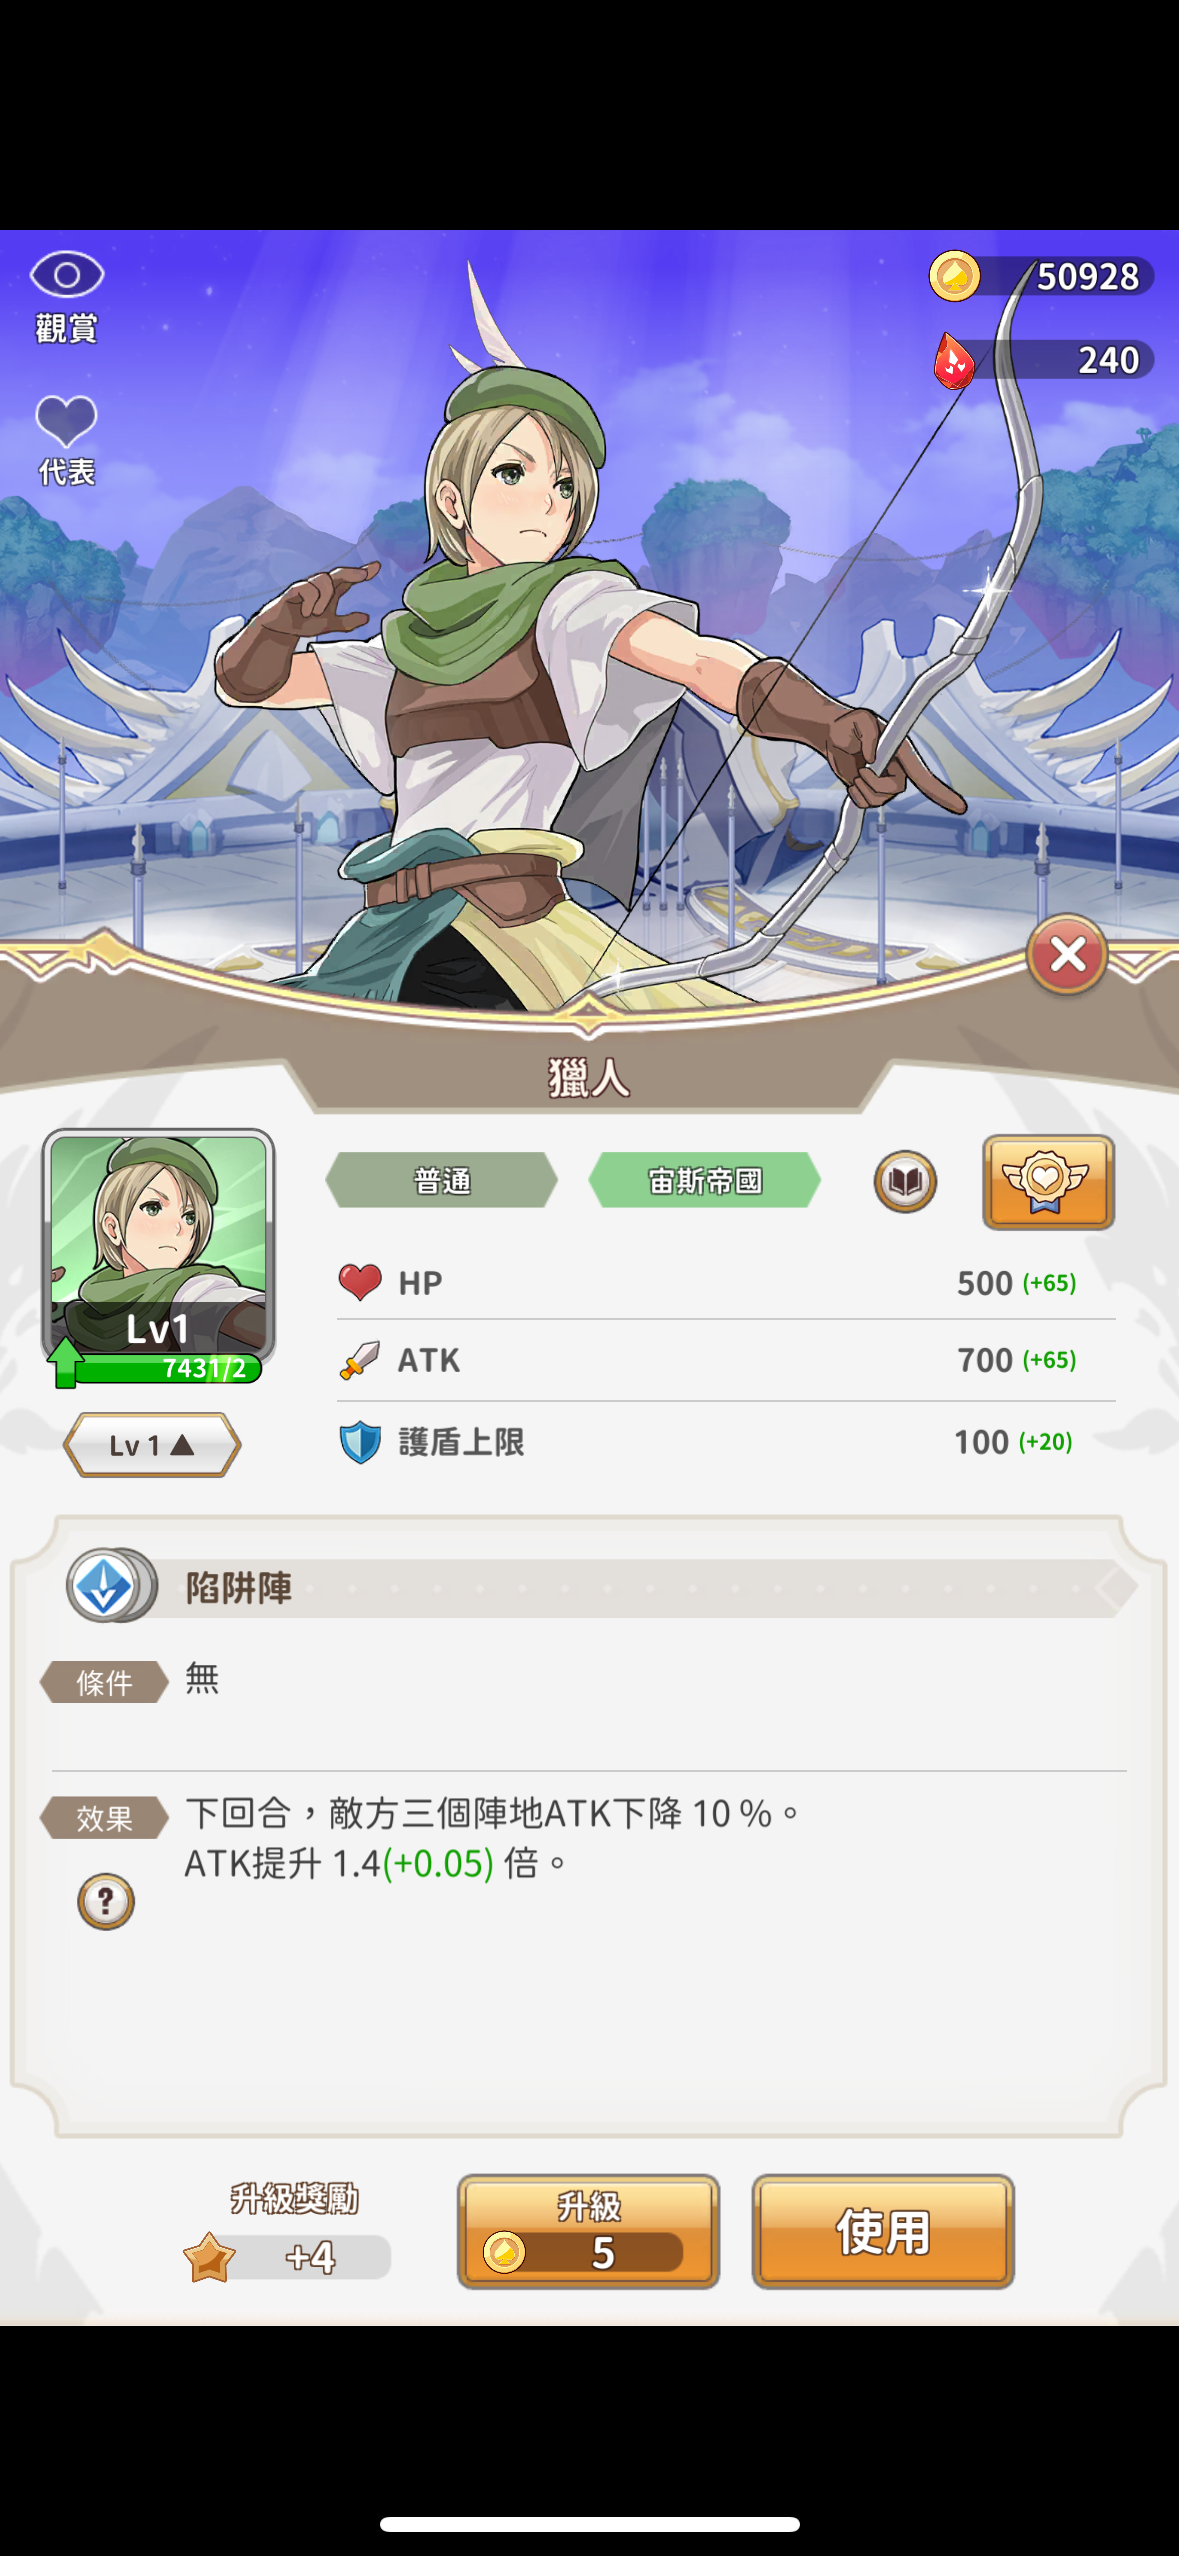 觀賞
50928
240
代表
獵人
普通
宙斯帝國
Lv1
7431/2
Lv 1 ▲
HP
500 (+65)
ATK
700 (+65)
護盾上限
100 (+20)
陷阱陣
條件
無
效果
下回合，敵方三個陣地ATK下降 10 %。
ATK提升 1.4(+0.05) 倍。
?
升級獎勵
+4
升級
5
使用